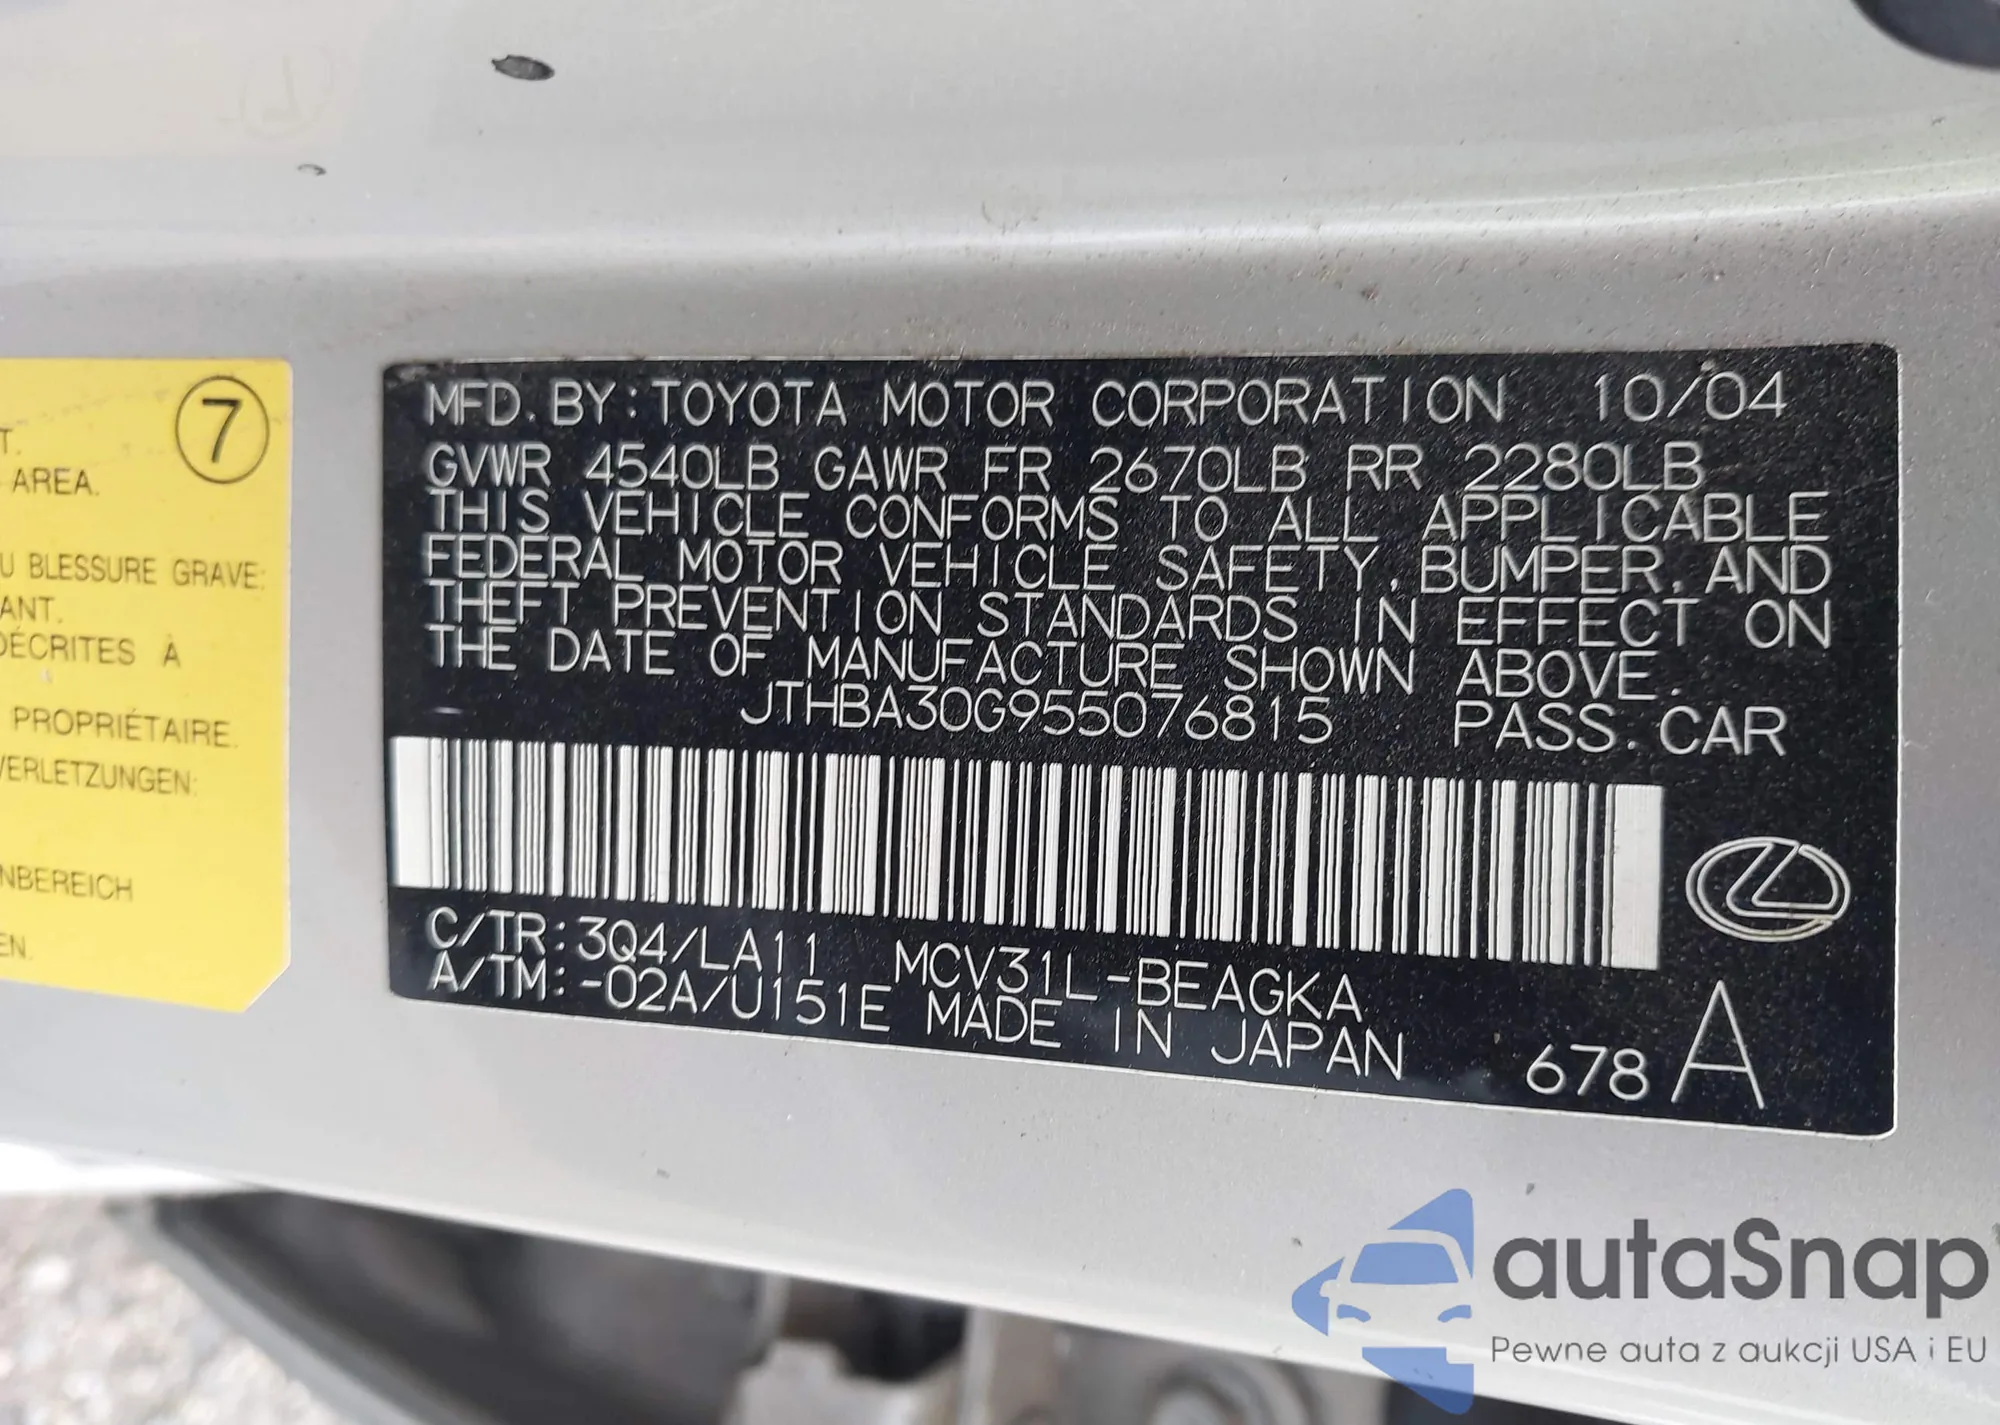 7
T.
AREA.
U BLESSURE GRAVE:
ANT.
DÉCRITES À
PROPRIÉTAIRE.
VERLETZUNGEN:
NBEREICH
EN.
MFD. BY: TOYOTA MOTOR CORPORATION 10/04
GVWR 4540LB GAWR FR 2670LB RR 2280LB
THIS VEHICLE CONFORMS TO ALL APPLICABLE
FEDERAL MOTOR VEHICLE SAFETY, BUMPER, AND
THEFT PREVENTION STANDARDS IN EFFECT ON
THE DATE OF MANUFACTURE SHOWN ABOVE.
JTHBA30G955076815 PASS. CAR
C/TR: 3Q4/LA11 MCV31L-BEAGKA
A/TM: -02A/U151E MADE IN JAPAN
678 A
autaSnap
Pewne auta z aukcji USA i EU